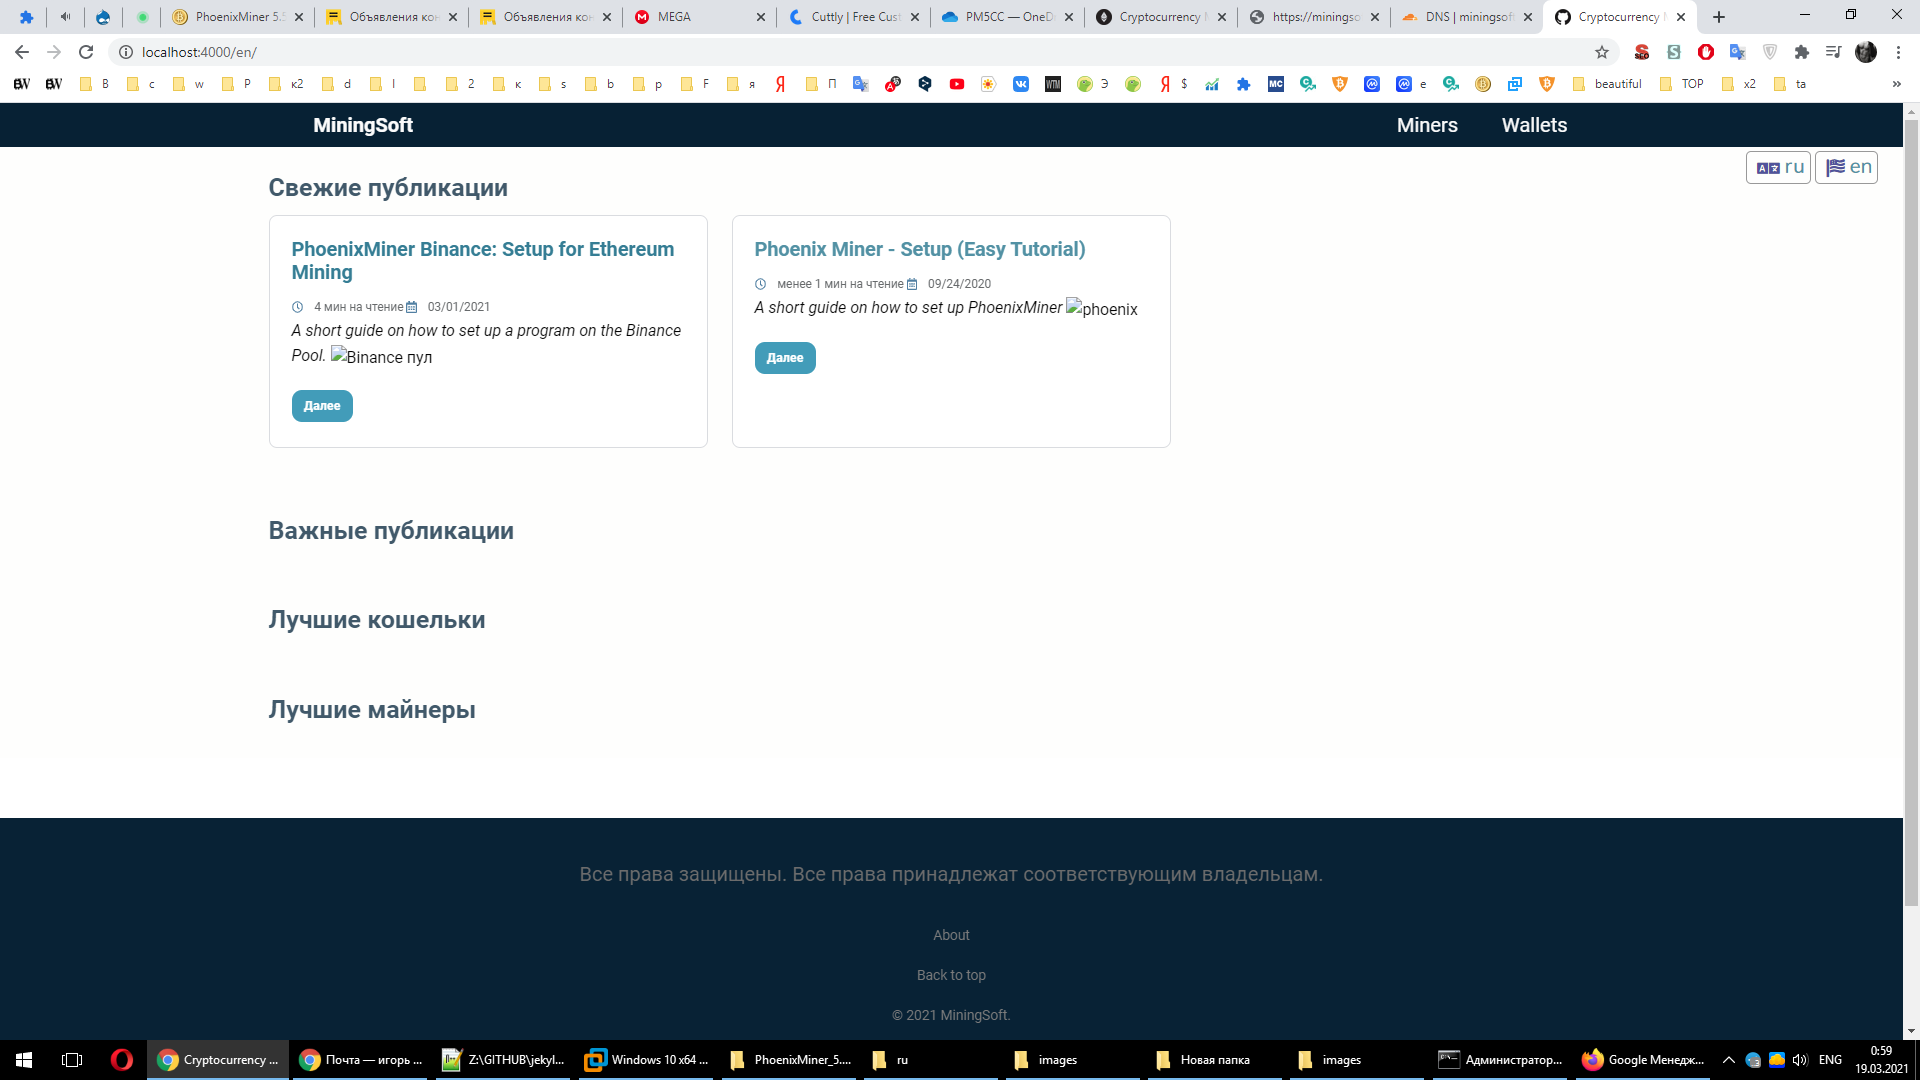 PhoenixMiner 5.5
Объявления кон
Объявления кон
MEGA
Cuttly | Free Cust
PM5CC — OneD
Cryptocurrency M
https://miningso
DNS | miningsoft
Cryptocurrency M
localhost:4000/en/
B c w P к2 d l 2 к s b p F я П Э $ e beautiful TOP x2 ta »
MiningSoft
Miners Wallets
ru en
Свежие публикации
PhoenixMiner Binance: Setup for Ethereum
Mining
4 мин на чтение 03/01/2021
A short guide on how to set up a program on the Binance
Pool. Binance пул
Далее
Phoenix Miner - Setup (Easy Tutorial)
менее 1 мин на чтение 09/24/2020
A short guide on how to set up PhoenixMiner phoenix
Далее
Важные публикации
Лучшие кошельки
Лучшие майнеры
Все права защищены. Все права принадлежат соответствующим владельцам.
About
Back to top
© 2021 MiningSoft.
Cryptocurrency ...
Почта — игорь ...
Z:\GITHUB\jekyl...
Windows 10 x64 ...
PhoenixMiner_5....
ru
images
Новая папка
images
Администратор...
Google Менедж...
ENG
0:59
19.03.2021